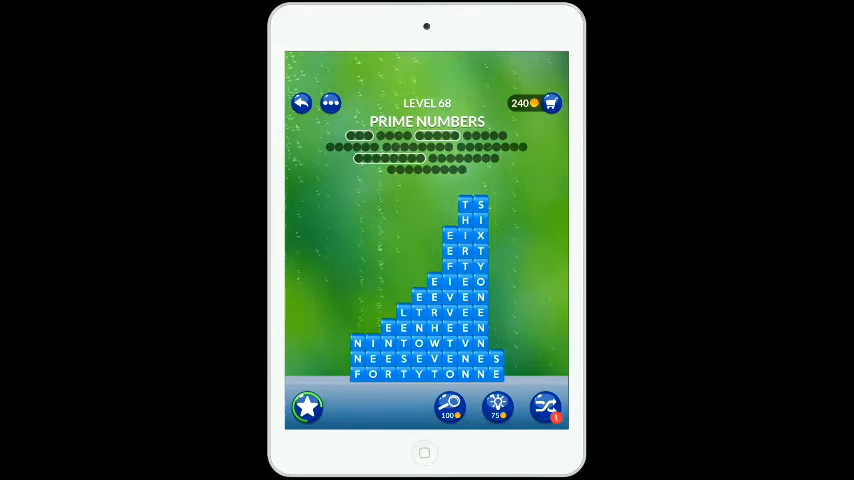 LEVEL 68
240
PRIME NUMBERS
T S
H I
E I X
E R T
F T Y
E I E O
E E V E N
L T R V E E
E E N H E E N
N I N T O W T V N
N E E S E V E N E S
F O R T Y T O N N E
100
75
1